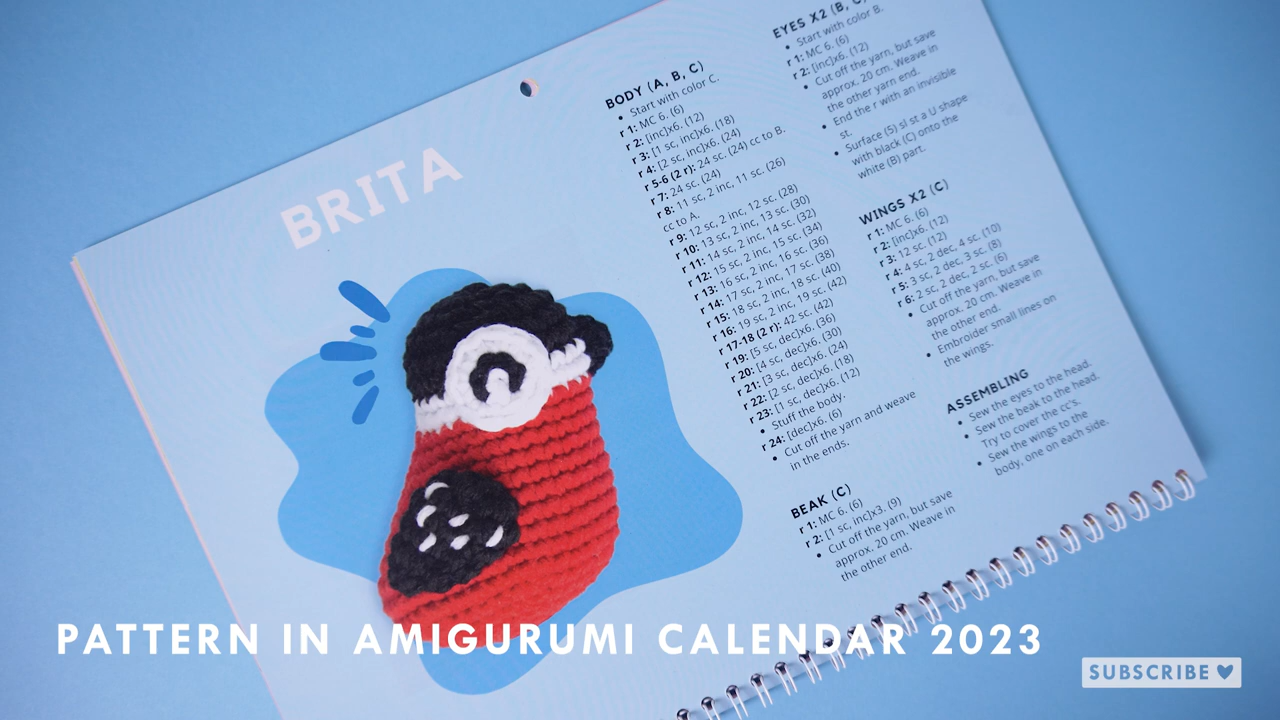 BRITA
BODY (A, B, C)
• Start with color C.
r 1: MC 6. (6)
r 2: [inc]x6. (12)
r 3: [1 sc, inc]x6. (18)
r 4: [2 sc, inc]x6. (24)
r 5-6 (2 r): 24 sc. (24) cc to B.
r 7: 24 sc. (24)
r 8: 11 sc, 2 inc, 11 sc. (26)
cc to A.
r 9: 12 sc, 2 inc, 12 sc. (28)
r 10: 13 sc, 2 inc, 13 sc. (30)
r 11: 14 sc, 2 inc, 14 sc. (32)
r 12: 15 sc, 2 inc, 15 sc. (34)
r 13: 16 sc, 2 inc, 16 sc. (36)
r 14: 17 sc, 2 inc, 17 sc. (38)
r 15: 18 sc, 2 inc, 18 sc. (40)
r 16: 19 sc, 2 inc, 19 sc. (42)
r 17-18 (2 r): 42 sc. (42)
r 19: [5 sc, dec]x6. (36)
r 20: [4 sc, dec]x6. (30)
r 21: [3 sc, dec]x6. (24)
r 22: [2 sc, dec]x6. (18)
r 23: [1 sc, dec]x6. (12)
• Stuff the body.
r 24: [dec]x6. (6)
• Cut off the yarn and weave
in the ends.
BEAK (C)
r 1: MC 6. (6)
r 2: [1 sc, inc]x3. (9)
• Cut off the yarn, but save
approx. 20 cm. Weave in
the other end.
EYES X2 (B, C)
• Start with color B.
r 1: MC 6. (6)
r 2: [inc]x6. (12)
• Cut off the yarn, but save
approx. 20 cm. Weave in
the other yarn end.
• End the r with an invisible
st.
• Surface (5) sl st a U shape
with black (C) onto the
white (B) part.
WINGS X2 (C)
r 1: MC 6. (6)
r 2: [inc]x6. (12)
r 3: 12 sc. (12)
r 4: 4 sc, 2 dec, 4 sc. (10)
r 5: 3 sc, 2 dec, 3 sc. (8)
r 6: 2 sc, 2 dec, 2 sc. (6)
• Cut off the yarn, but save
approx. 20 cm. Weave in
the other end.
• Embroider small lines on
the wings.
ASSEMBLING
• Sew the eyes to the head.
• Sew the beak to the head.
Try to cover the cc's.
• Sew the wings to the
body, one on each side.
PATTERN IN AMIGURUMI CALENDAR 2023
SUBSCRIBE